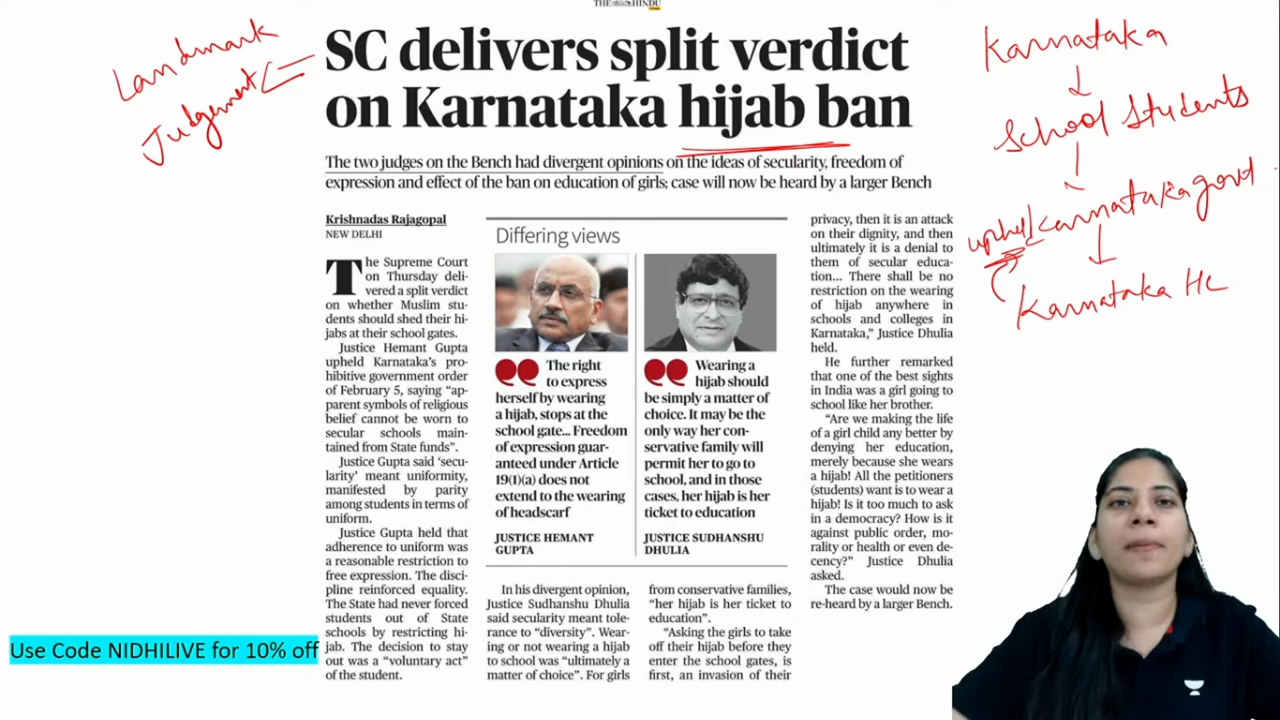 THE HINDU
SC delivers split verdict
on Karnataka hijab ban
The two judges on the Bench had divergent opinions on the ideas of secularity, freedom of
expression and effect of the ban on education of girls; case will now be heard by a larger Bench
Landmark
Judgement
Karnataka
School Students
Karnataka govt
upheld
Karnataka HC
Krishnadas Rajagopal
NEW DELHI
The Supreme Court
on Thursday deli-
vered a split verdict
on whether Muslim stu-
dents should shed their hi-
jabs at their school gates.
Justice Hemant Gupta
upheld Karnataka's pro-
hibitive government order
of February 5, saying "ap-
parent symbols of religious
belief cannot be worn to
secular schools main-
tained from State funds".
Justice Gupta said 'secu-
larity' meant uniformity,
manifested by parity
among students in terms of
uniform.
Justice Gupta held that
adherence to uniform was
a reasonable restriction to
free expression. The disci-
pline reinforced equality.
The State had never forced
students out of State
schools by restricting hi-
jab. The decision to stay
out was a "voluntary act"
of the student.
Differing views
The right
to express
herself by wearing
a hijab, stops at the
school gate... Freedom
of expression guar-
anteed under Article
19(1)(a) does not
extend to the wearing
of headscarf
JUSTICE HEMANT
GUPTA
Wearing a
hijab should
be simply a matter of
choice. It may be the
only way her con-
servative family will
permit her to go to
school, and in those
cases, her hijab is her
ticket to education
JUSTICE SUDHANSHU
DHULIA
In his divergent opinion,
Justice Sudhanshu Dhulia
said secularity meant tole-
rance to "diversity". Wear-
ing or not wearing a hijab
to school was "ultimately a
matter of choice". For girls
from conservative families,
"her hijab is her ticket to
education".
"Asking the girls to take
off their hijab before they
enter the school gates, is
first, an invasion of their
privacy, then it is an attack
on their dignity, and then
ultimately it is a denial to
them of secular educa-
tion... There shall be no
restriction on the wearing
of hijab anywhere in
schools and colleges in
Karnataka," Justice Dhulia
held.
He further remarked
that one of the best sights
in India was a girl going to
school like her brother.
"Are we making the life
of a girl child any better by
denying her education,
merely because she wears
a hijab! All the petitioners
(students) want is to wear a
hijab! Is it too much to ask
in a democracy? How is it
against public order, mo-
rality or health or even de-
cency?" Justice Dhulia
asked.
The case would now be
re-heard by a larger Bench.
Use Code NIDHILIVE for 10% off